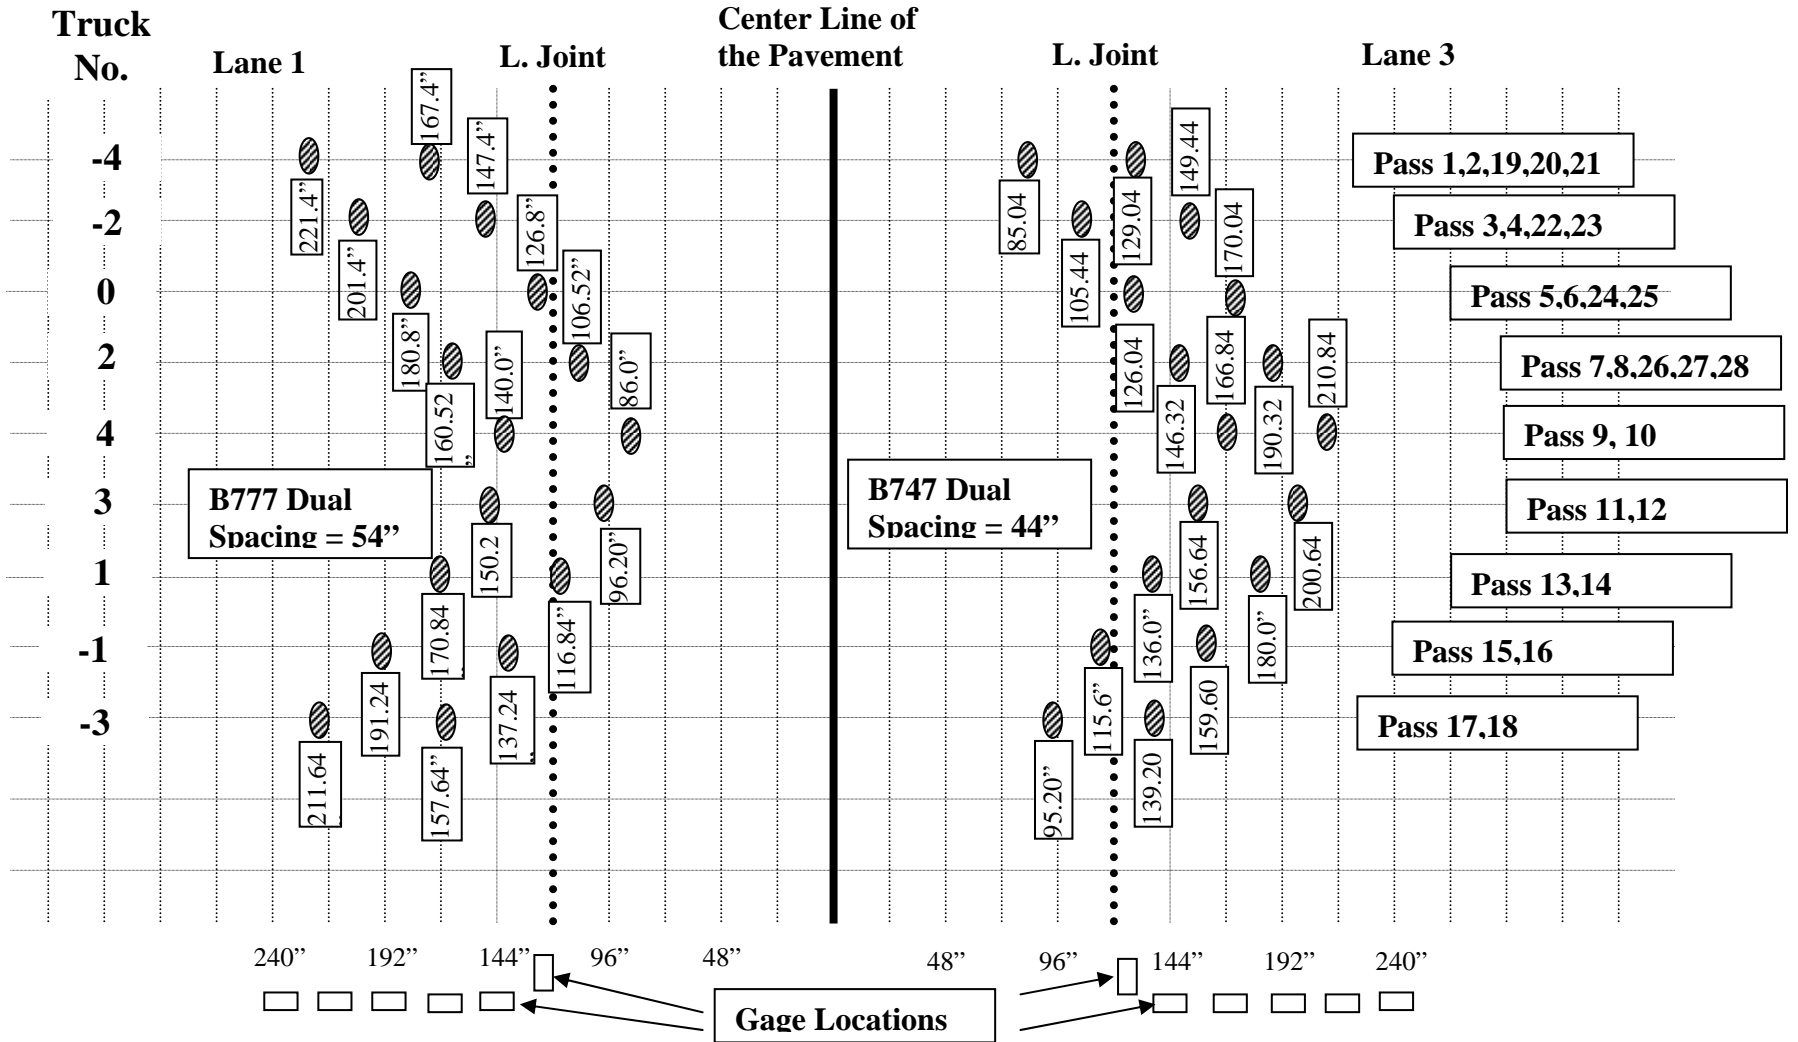 Truck
No.
Lane 1
L. Joint
Center Line of
the Pavement
L. Joint
Lane 3
-4
221.4”
167.4”
85.04
129.04
Pass 1,2,19,20,21
-2
201.4”
147.4”
105.44
149.44
Pass 3,4,22,23
0
180.8”
126.8”
126.04
170.04
Pass 5,6,24,25
2
160.52
”
106.52”
146.32
190.32
Pass 7,8,26,27,28
4
140.0”
86.0”
166.84
210.84
Pass 9, 10
B777 Dual
Spacing = 54”
B747 Dual
Spacing = 44”
3
150.2
96.20”
156.64
200.64
Pass 11,12
1
170.84
116.84”
136.0”
180.0”
Pass 13,14
-1
191.24
137.24
115.6”
159.60
Pass 15,16
-3
211.64
157.64”
95.20”
139.20
Pass 17,18
240”
192”
144”
96”
48”
48”
96”
144”
192”
240”
Gage Locations